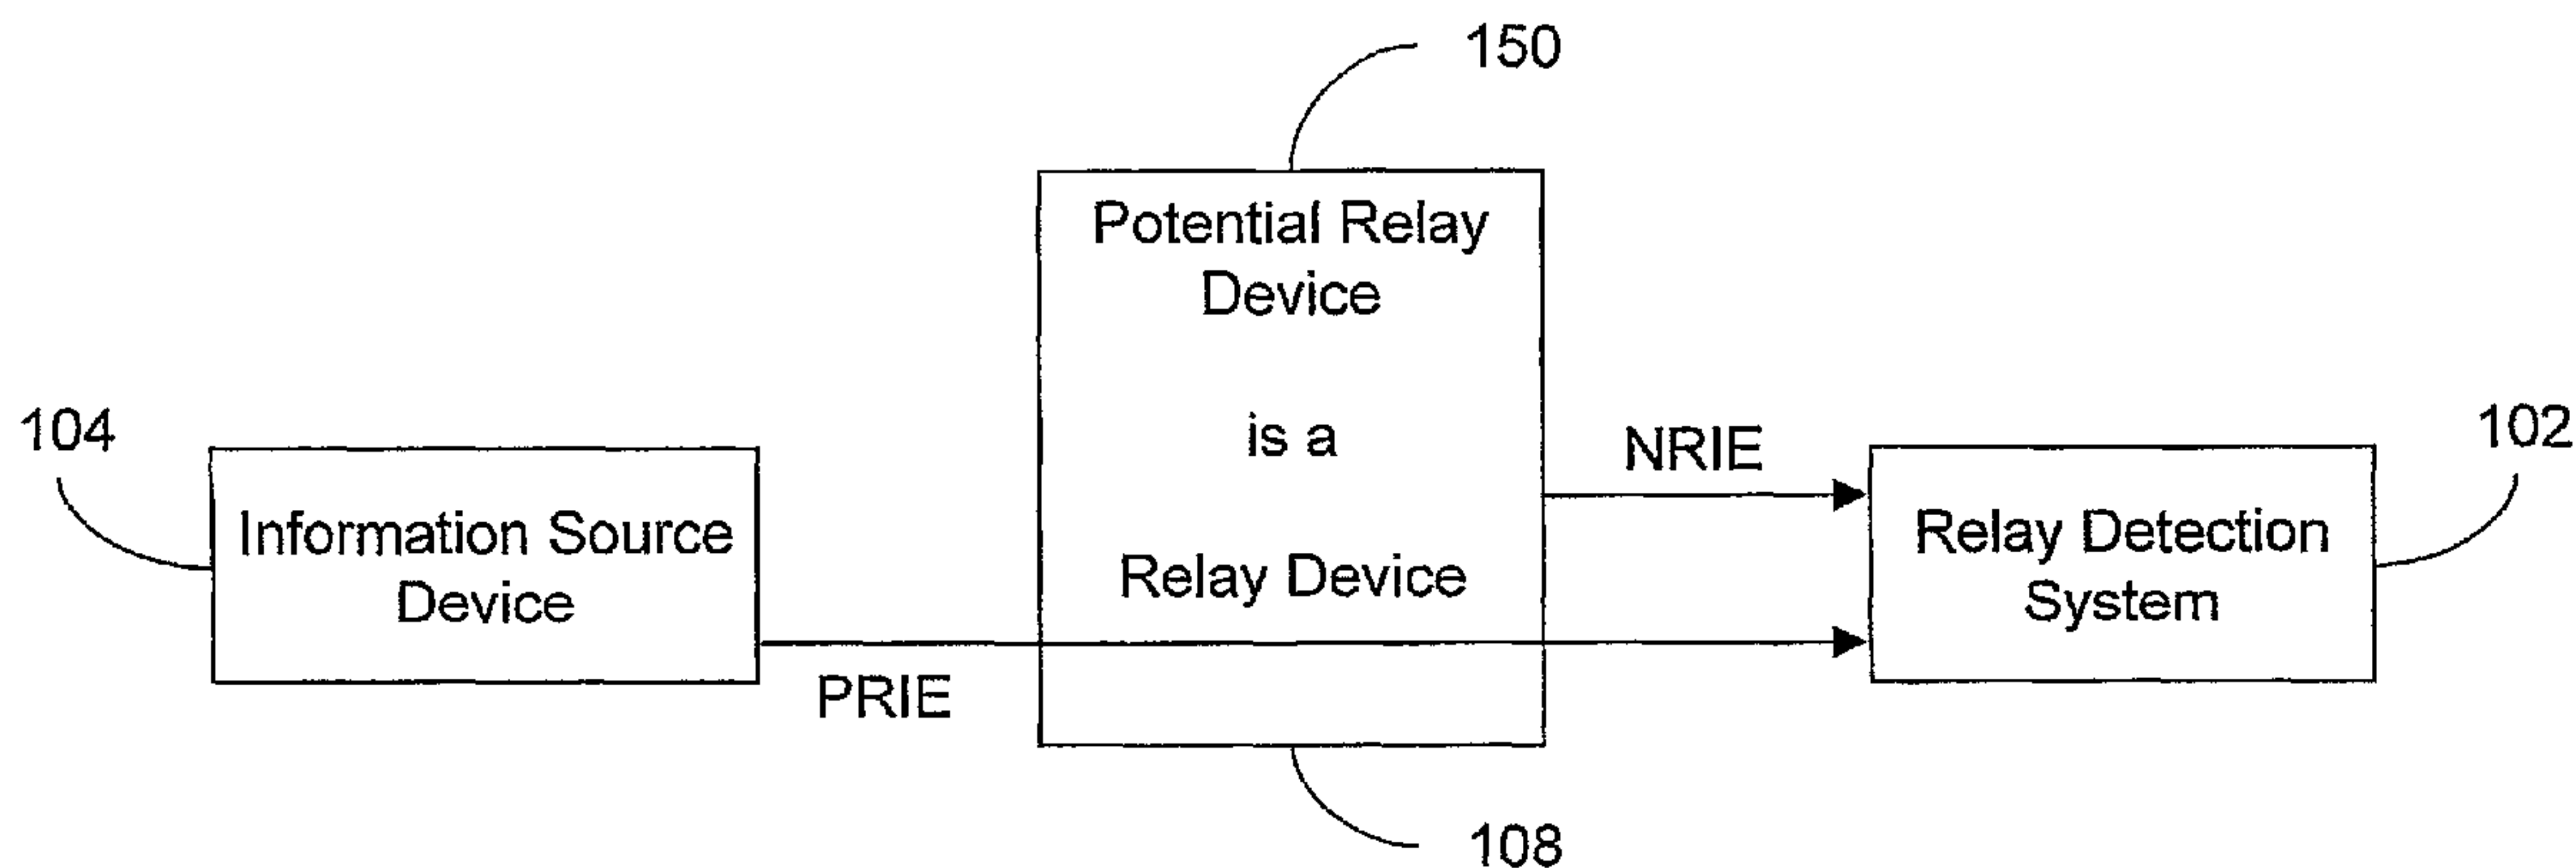 150
Potential Relay
Device
is a
Relay Device
104
Information Source
Device
PRIE
NRIE
102
Relay Detection
System
108